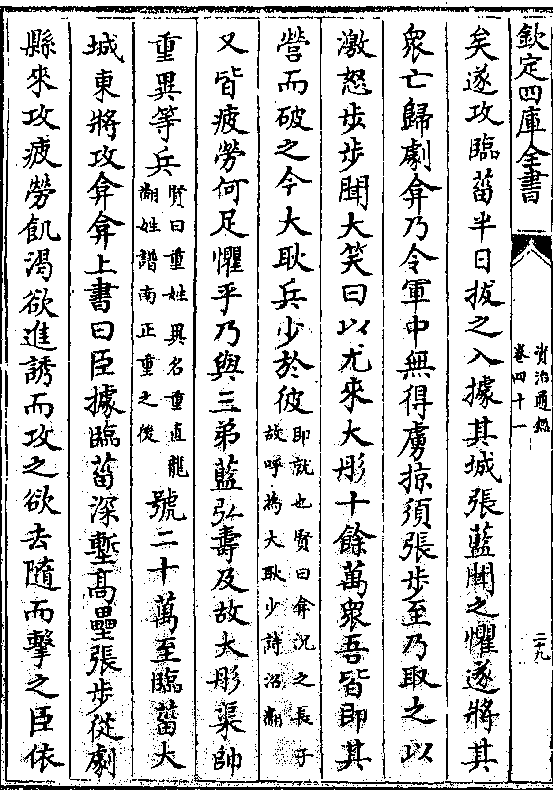 欽定四庫全書
資治通鑑
卷四十一
二十九
矣遂攻臨菑半日拔之入據其城張藍聞之懼遂將其
衆亡歸劇弇乃令軍中無得虜掠須張步至乃取之以
激怒步步聞大笑曰以尤來大彤十餘萬衆吾皆即其
營而破之今大耿兵少於彼即就也賢曰弇況之長子故呼為大耿少詩沼翻
又皆疲勞何足懼乎乃與三弟藍弘壽及故大彤渠帥
重異等兵賢曰重姓異名重直龍翻姓譜南正重之後號二十萬至臨菑大
城東將攻弇弇上書曰臣據臨菑深塹高壘張步從劇
縣來攻疲勞飢渴欲進誘而攻之欲去隨而擊之臣依